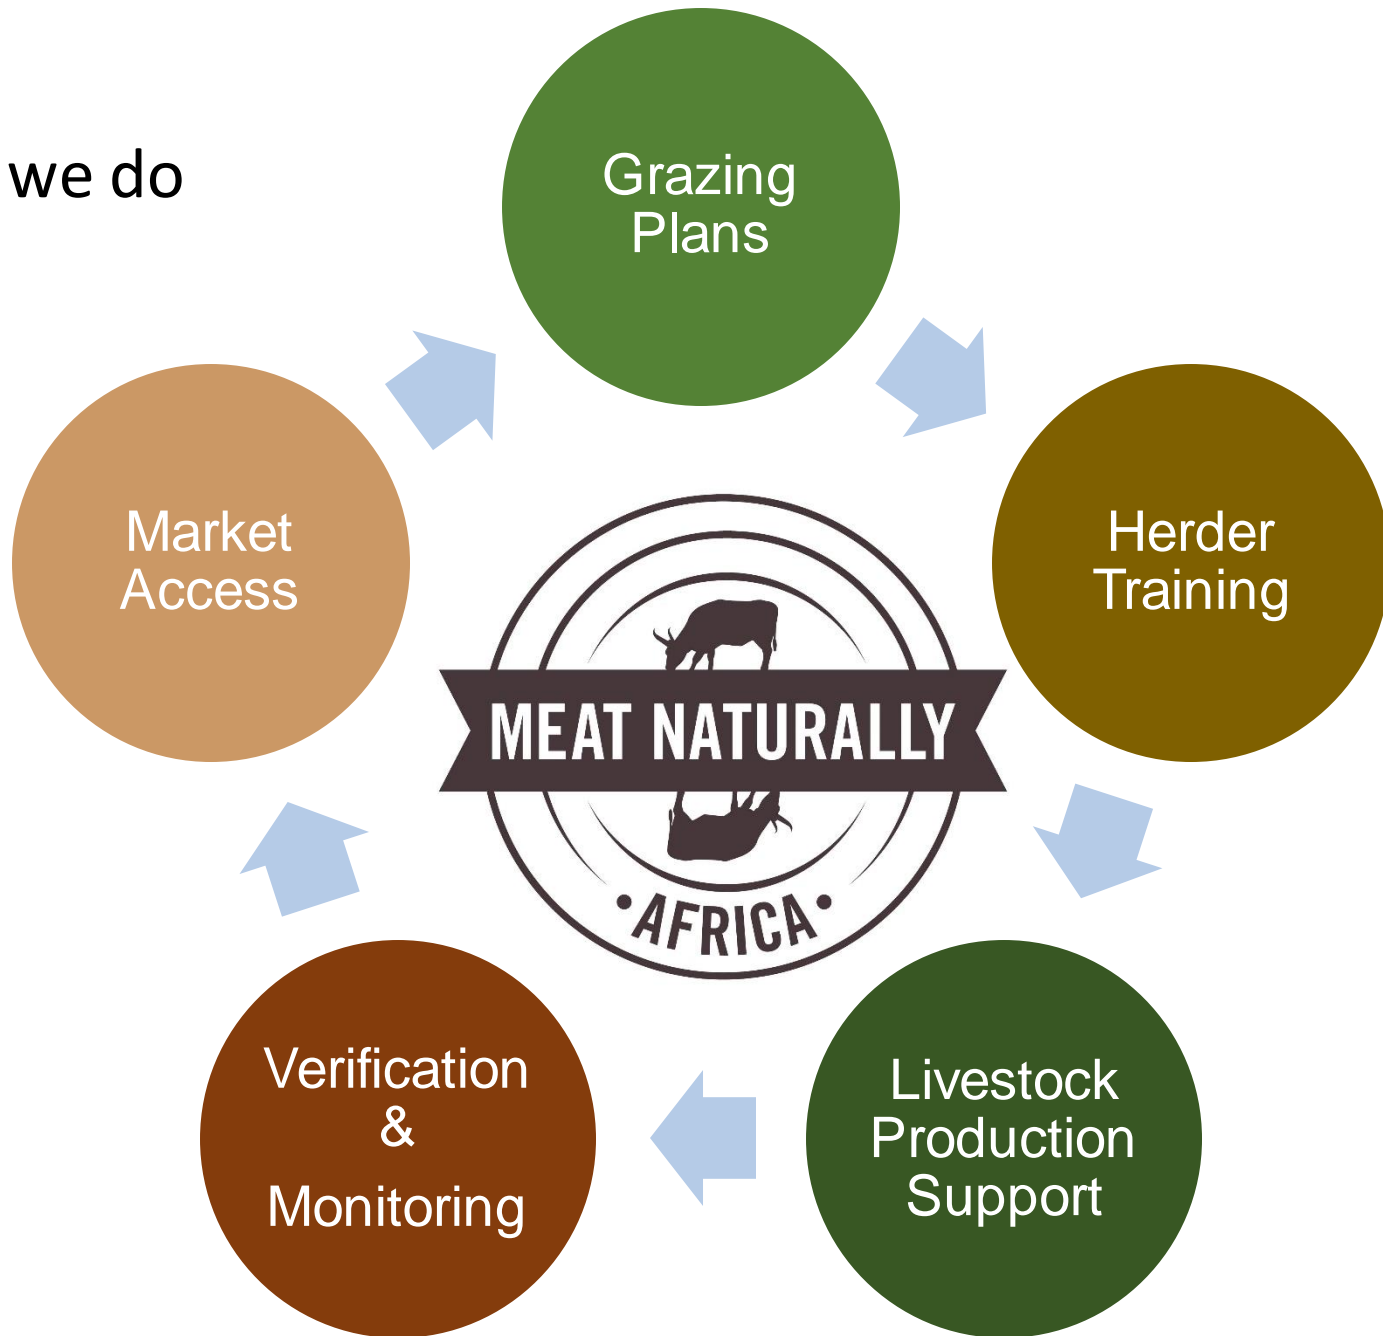 we do
Grazing
Plans
Herder
Training
Livestock
Production
Support
Verification
&
Monitoring
Market
Access
MEAT NATURALLY
•AFRICA•